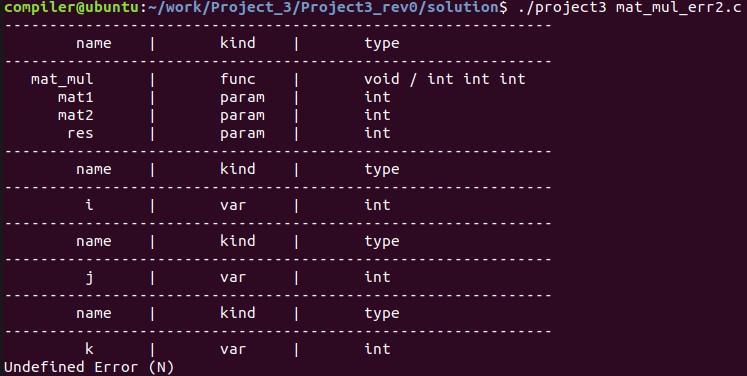 compiler@ubuntu:~/work/Project_3/Project3_rev0/solution$ ./project3 mat_mul_err2.c
-------------------------------------------------------------
name | kind | type
-------------------------------------------------------------
mat_mul | func | void / int int int
mat1 | param | int
mat2 | param | int
res | param | int
-------------------------------------------------------------
name | kind | type
-------------------------------------------------------------
i | var | int
-------------------------------------------------------------
name | kind | type
-------------------------------------------------------------
j | var | int
-------------------------------------------------------------
name | kind | type
-------------------------------------------------------------
k | var | int
Undefined Error (N)